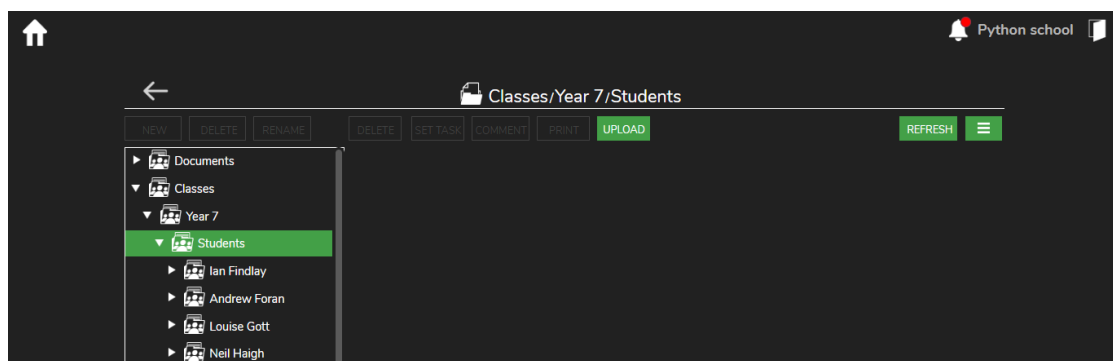 Python school
Classes/Year 7/Students
NEW DELETE RENAME DELETE SET TASK COMMENT PRINT UPLOAD REFRESH
Documents
Classes
Year 7
Students
Ian Findlay
Andrew Foran
Louise Gott
Neil Haigh